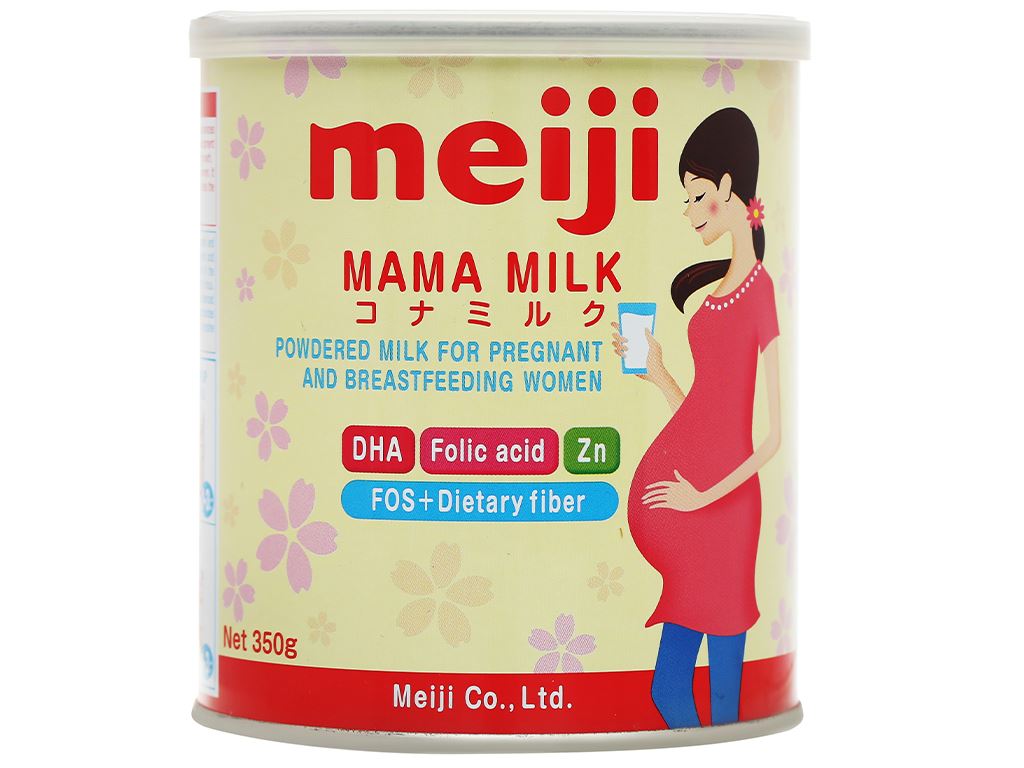 meiji
MAMA MILK
コナミルク
POWDERED MILK FOR PREGNANT
AND BREASTFEEDING WOMEN
DHA Folic acid Zn
FOS+Dietary fiber
Net 350g
Meiji Co., Ltd.